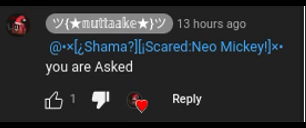 ツ{★𝕟𝕦𝕥𝕥𝕒𝕒𝕜𝕖★}ツ 13 hours ago
@•×[¿Shama?][¡Scared:Neo Mickey!]×•
you are Asked
1 Reply